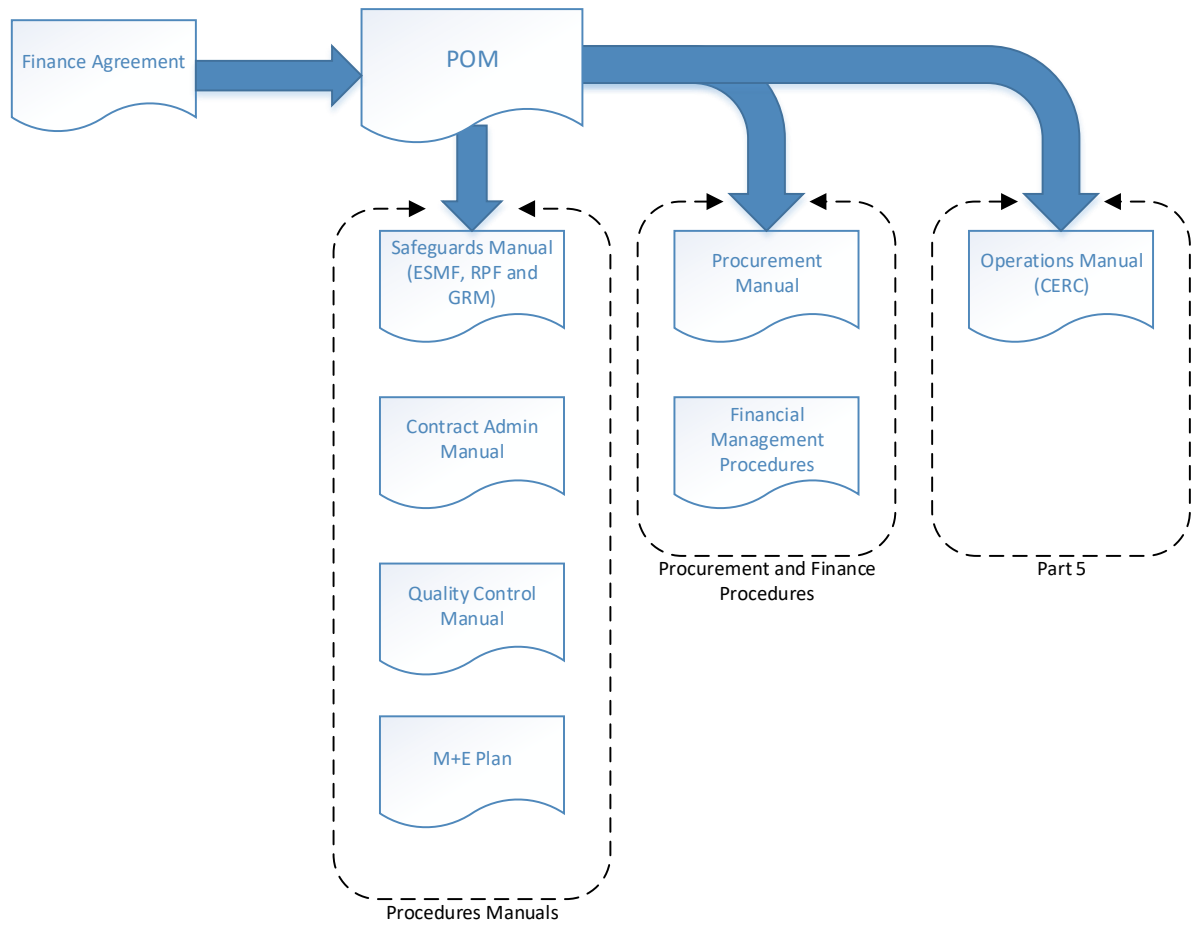 Finance Agreement
POM
Safeguards Manual
(ESMF, RPF and
GRM)
Contract Admin
Manual
Quality Control
Manual
M+E Plan
Procedures Manuals
Procurement
Manual
Financial
Management
Procedures
Procurement and Finance
Procedures
Operations Manual
(CERC)
Part 5